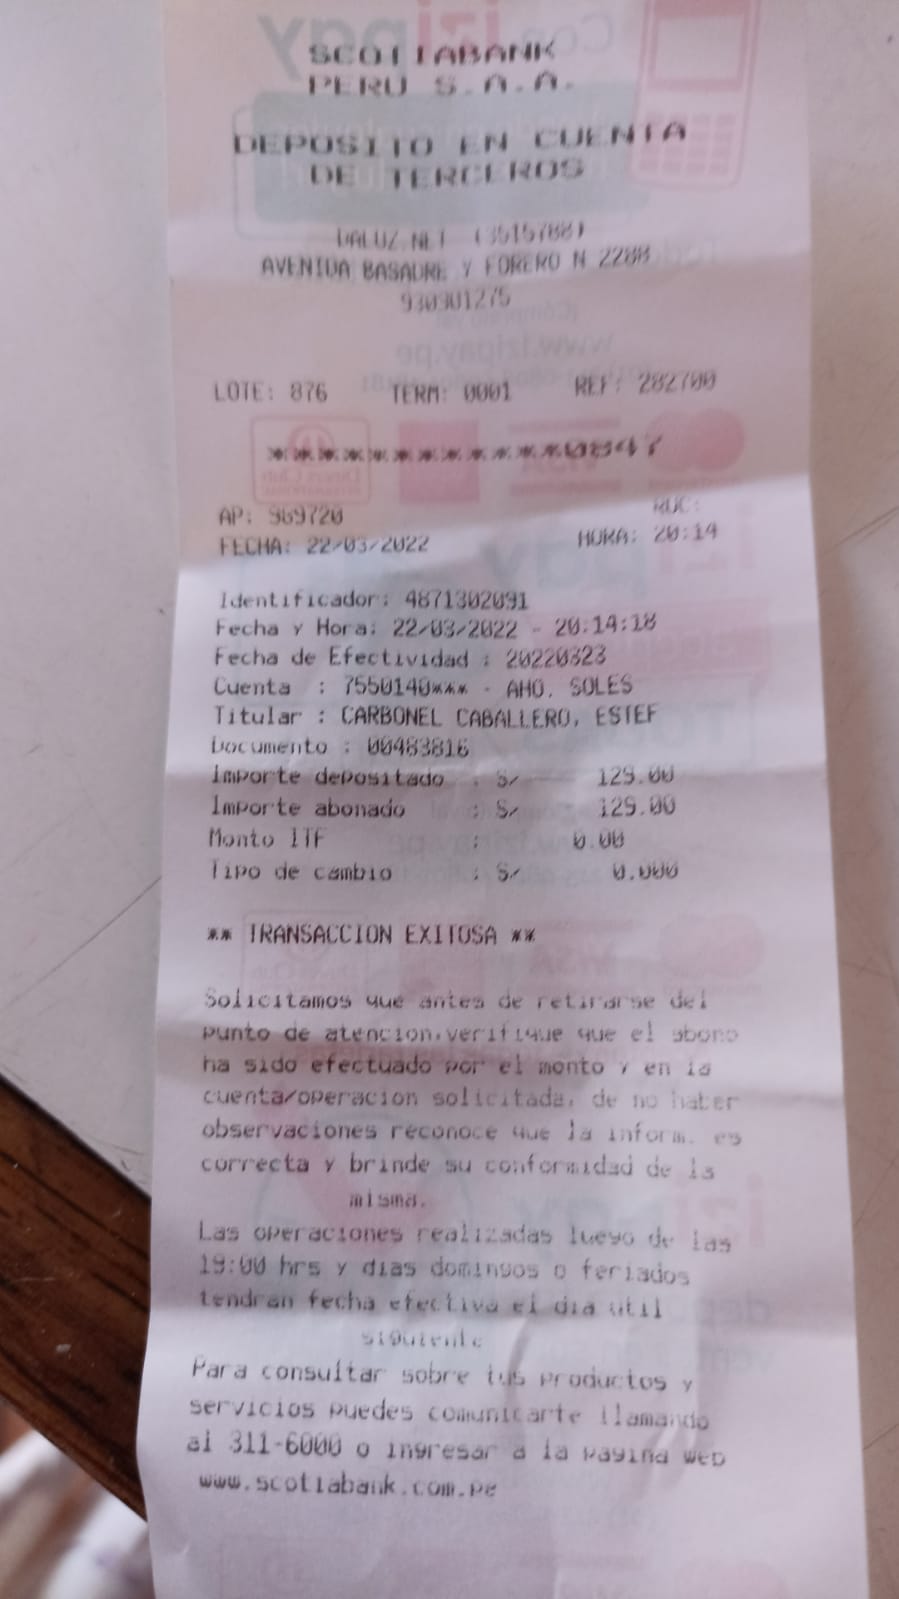 SCOTIABANK
PERU S.A.A.
DEPOSITO EN CUENTA
DE TERCEROS
DALUZ.NET (3515788)
AVENIDA BASADRE Y FORERO N 2288
930901275
LOTE: 876 TERM: 0001 REF: 282700
************0847
RUC:
AP: 969720
FECHA: 22/03/2022 HORA: 20:14
Identificador: 4871302091
Fecha y Hora: 22/03/2022 - 20:14:18
Fecha de Efectividad : 20220323
Cuenta : 7550140*** - AHO. SOLES
Titular : CARBONEL CABALLERO, ESTEF
Documento : 00483816
Importe depositado : S/ 129.00
Importe abonado : S/ 129.00
Monto ITF : 0.00
Tipo de cambio : S/ 0.000
** TRANSACCION EXITOSA **
Solicitamos que antes de retirarse del
punto de atencion,verifique que el abono
ha sido efectuado por el monto y en la
cuenta/operacion solicitada, de no haber
observaciones reconoce que la inform. es
correcta y brinde su conformidad de la
misma.
Las operaciones realizadas luego de las
19:00 hrs y dias domingos o feriados
tendran fecha efectiva el dia util
siguiente
Para consultar sobre tus productos y
servicios puedes comunicarte llamando
al 311-6000 o ingresar a la pagina web
www.scotiabank.com.pe